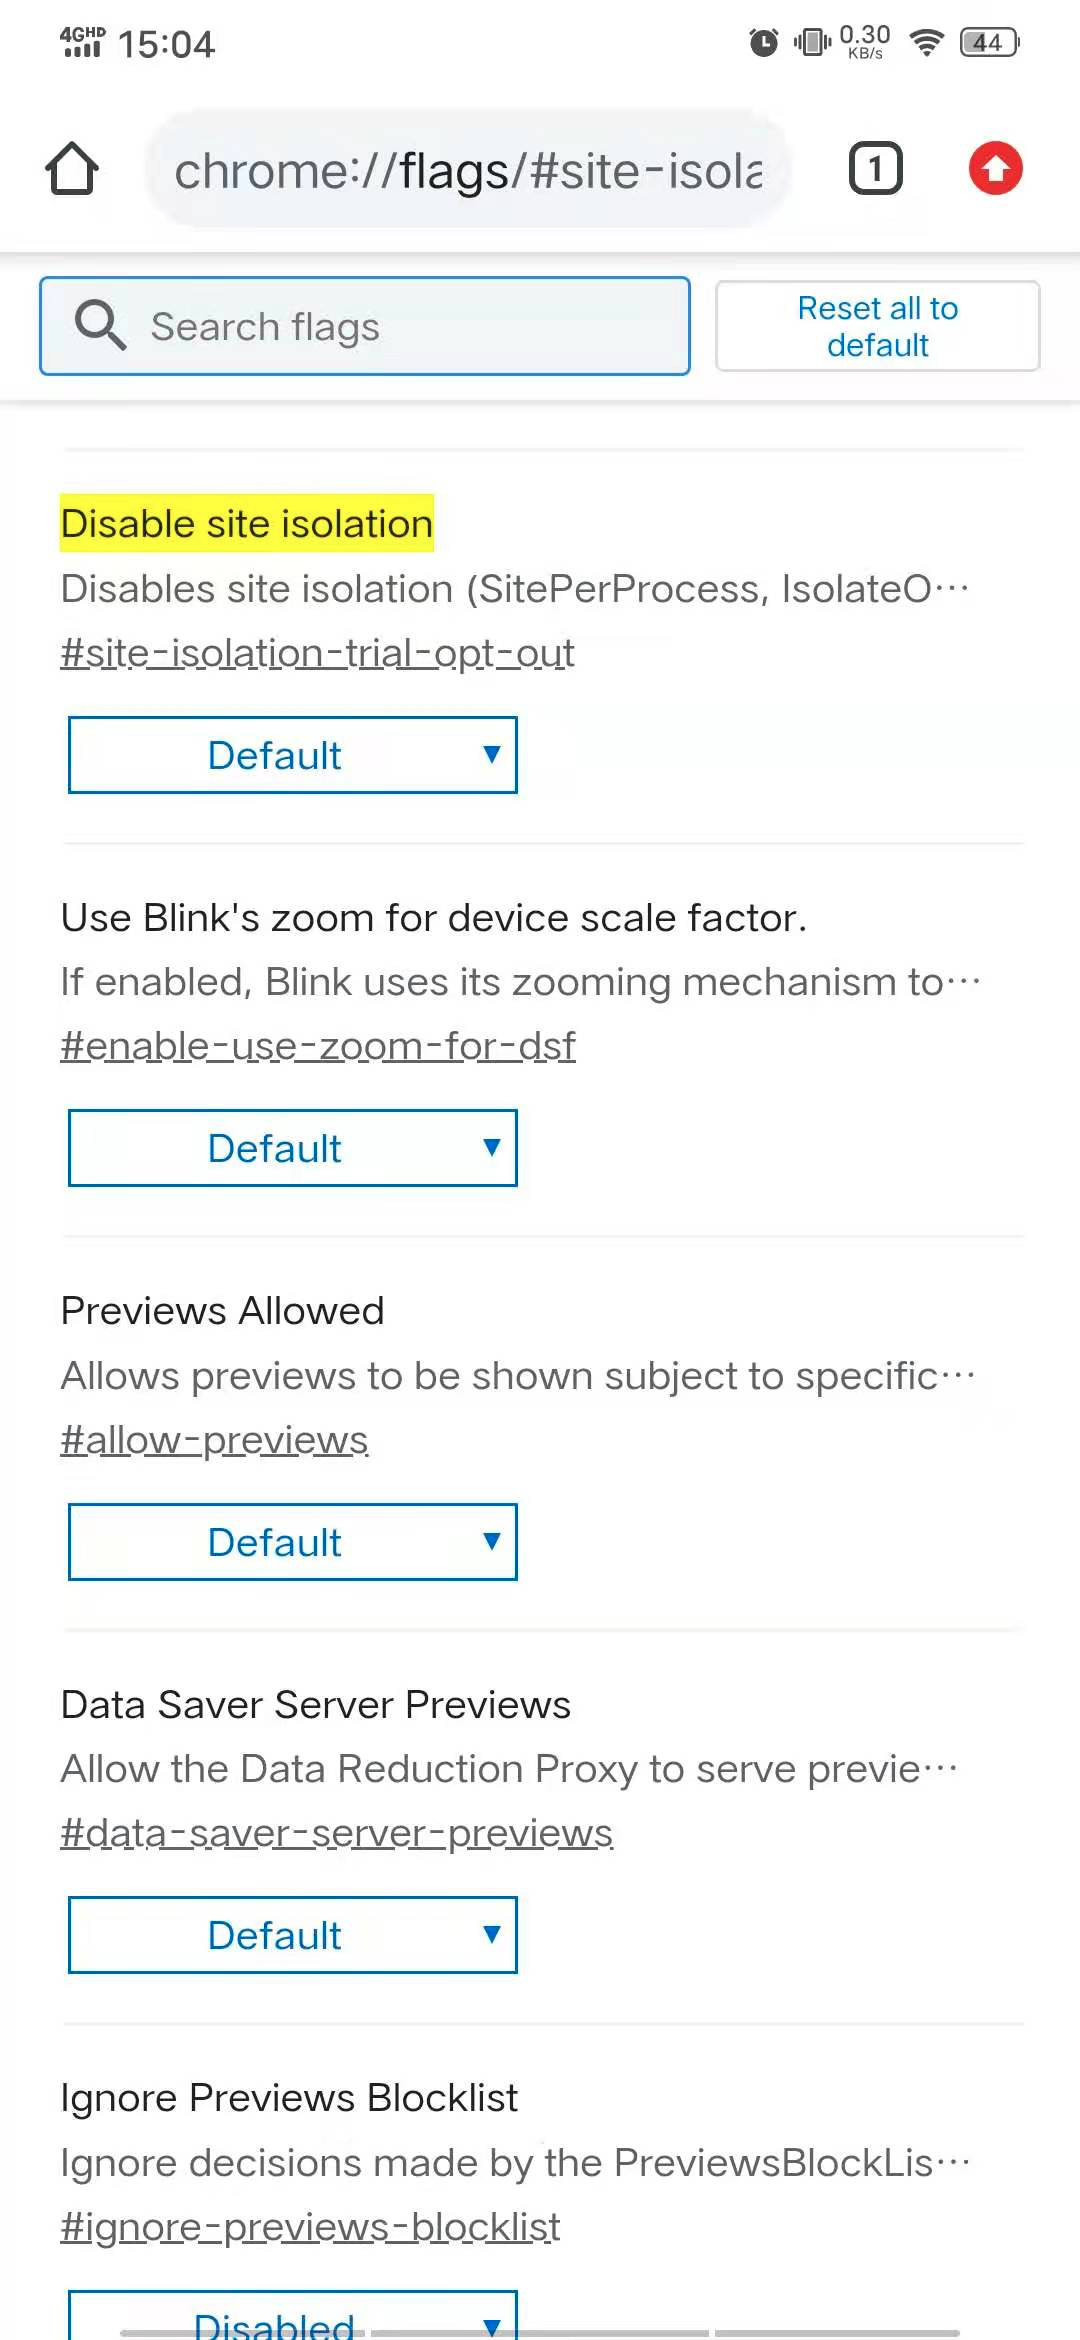 4GHD 15:04 0.30 KB/s 44
chrome://flags/#site-isola
1
Search flags
Reset all to
default
Disable site isolation
Disables site isolation (SitePerProcess, IsolateO…
#site-isolation-trial-opt-out
Default
Use Blink's zoom for device scale factor.
If enabled, Blink uses its zooming mechanism to…
#enable-use-zoom-for-dsf
Default
Previews Allowed
Allows previews to be shown subject to specific…
#allow-previews
Default
Data Saver Server Previews
Allow the Data Reduction Proxy to serve previe…
#data-saver-server-previews
Default
Ignore Previews Blocklist
Ignore decisions made by the PreviewsBlockLis…
#ignore-previews-blocklist
Disabled